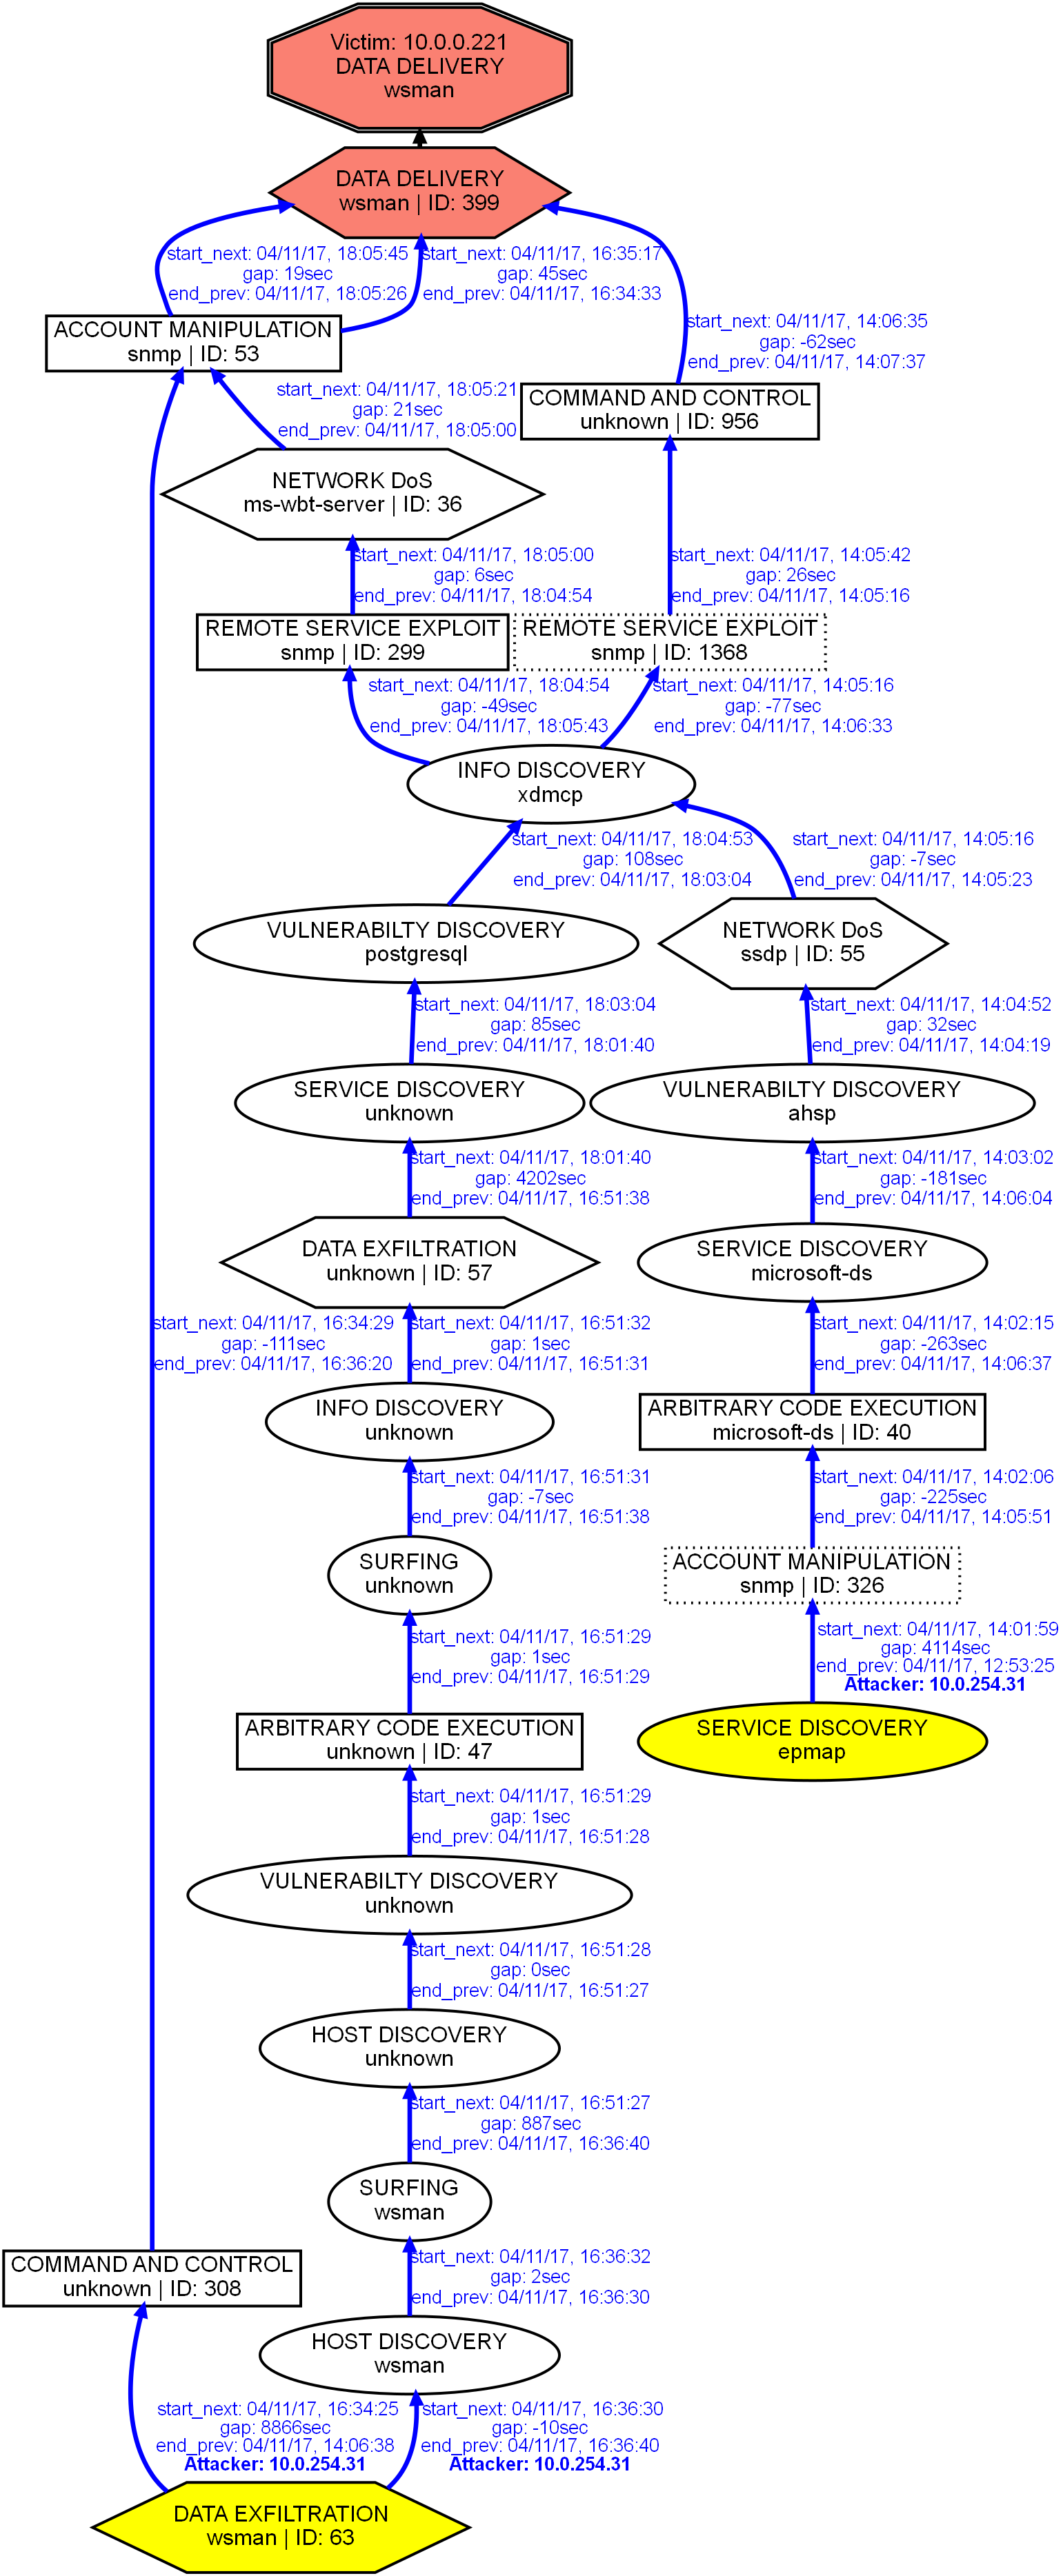 Victim: 10.0.0.221
DATA DELIVERY
wsman
DATA DELIVERY
wsman | ID: 399
start_next: 04/11/17, 18:05:45
gap: 19sec
end_prev: 04/11/17, 18:05:26
start_next: 04/11/17, 16:35:17
gap: 45sec
end_prev: 04/11/17, 16:34:33
start_next: 04/11/17, 14:06:35
gap: -62sec
end_prev: 04/11/17, 14:07:37
ACCOUNT MANIPULATION
snmp | ID: 53
start_next: 04/11/17, 18:05:21
gap: 21sec
end_prev: 04/11/17, 18:05:00
COMMAND AND CONTROL
unknown | ID: 956
NETWORK DoS
ms-wbt-server | ID: 36
start_next: 04/11/17, 18:05:00
gap: 6sec
end_prev: 04/11/17, 18:04:54
start_next: 04/11/17, 14:05:42
gap: 26sec
end_prev: 04/11/17, 14:05:16
REMOTE SERVICE EXPLOIT
snmp | ID: 299
REMOTE SERVICE EXPLOIT
snmp | ID: 1368
start_next: 04/11/17, 18:04:54
gap: -49sec
end_prev: 04/11/17, 18:05:43
start_next: 04/11/17, 14:05:16
gap: -77sec
end_prev: 04/11/17, 14:06:33
INFO DISCOVERY
xdmcp
start_next: 04/11/17, 18:04:53
gap: 108sec
end_prev: 04/11/17, 18:03:04
start_next: 04/11/17, 14:05:16
gap: -7sec
end_prev: 04/11/17, 14:05:23
VULNERABILTY DISCOVERY
postgresql
NETWORK DoS
ssdp | ID: 55
start_next: 04/11/17, 18:03:04
gap: 85sec
end_prev: 04/11/17, 18:01:40
start_next: 04/11/17, 14:04:52
gap: 32sec
end_prev: 04/11/17, 14:04:19
SERVICE DISCOVERY
unknown
VULNERABILTY DISCOVERY
ahsp
start_next: 04/11/17, 18:01:40
gap: 4202sec
end_prev: 04/11/17, 16:51:38
start_next: 04/11/17, 14:03:02
gap: -181sec
end_prev: 04/11/17, 14:06:04
DATA EXFILTRATION
unknown | ID: 57
SERVICE DISCOVERY
microsoft-ds
start_next: 04/11/17, 16:34:29
gap: -111sec
end_prev: 04/11/17, 16:36:20
start_next: 04/11/17, 16:51:32
gap: 1sec
end_prev: 04/11/17, 16:51:31
start_next: 04/11/17, 14:02:15
gap: -263sec
end_prev: 04/11/17, 14:06:37
INFO DISCOVERY
unknown
ARBITRARY CODE EXECUTION
microsoft-ds | ID: 40
start_next: 04/11/17, 16:51:31
gap: -7sec
end_prev: 04/11/17, 16:51:38
start_next: 04/11/17, 14:02:06
gap: -225sec
end_prev: 04/11/17, 14:05:51
SURFING
unknown
ACCOUNT MANIPULATION
snmp | ID: 326
start_next: 04/11/17, 16:51:29
gap: 1sec
end_prev: 04/11/17, 16:51:29
start_next: 04/11/17, 14:01:59
gap: 4114sec
end_prev: 04/11/17, 12:53:25
Attacker: 10.0.254.31
ARBITRARY CODE EXECUTION
unknown | ID: 47
SERVICE DISCOVERY
epmap
start_next: 04/11/17, 16:51:29
gap: 1sec
end_prev: 04/11/17, 16:51:28
VULNERABILTY DISCOVERY
unknown
start_next: 04/11/17, 16:51:28
gap: 0sec
end_prev: 04/11/17, 16:51:27
HOST DISCOVERY
unknown
start_next: 04/11/17, 16:51:27
gap: 887sec
end_prev: 04/11/17, 16:36:40
SURFING
wsman
COMMAND AND CONTROL
unknown | ID: 308
start_next: 04/11/17, 16:36:32
gap: 2sec
end_prev: 04/11/17, 16:36:30
HOST DISCOVERY
wsman
start_next: 04/11/17, 16:34:25
gap: 8866sec
end_prev: 04/11/17, 14:06:38
Attacker: 10.0.254.31
start_next: 04/11/17, 16:36:30
gap: -10sec
end_prev: 04/11/17, 16:36:40
Attacker: 10.0.254.31
DATA EXFILTRATION
wsman | ID: 63